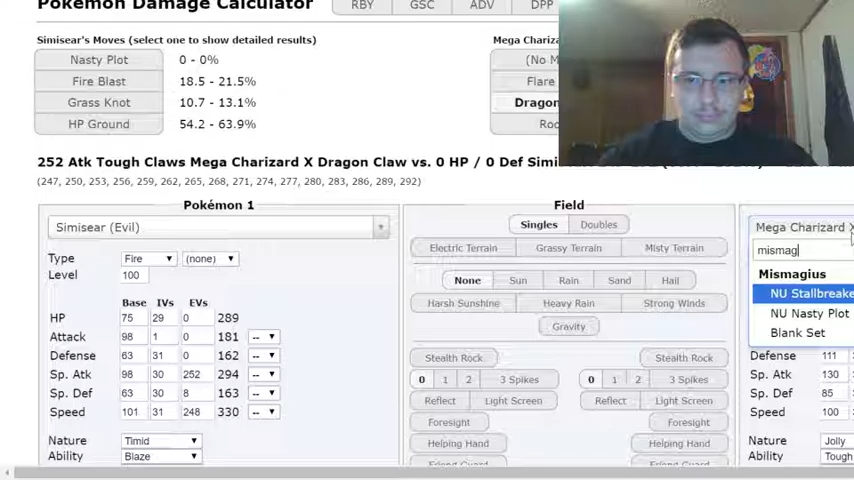 Pokémon Damage Calculator
RBY GSC ADV DPP
Simisear's Moves (select one to show detailed results)
Mega Chariza
Nasty Plot 0 - 0%
(No M
Fire Blast 18.5 - 21.5%
Flare
Grass Knot 10.7 - 13.1%
Dragon
HP Ground 54.2 - 63.9%
Roo
252 Atk Tough Claws Mega Charizard X Dragon Claw vs. 0 HP / 0 Def Simi
(247, 250, 253, 256, 259, 262, 265, 268, 271, 274, 277, 280, 283, 286, 289, 292)
Pokémon 1
Simisear (Evil)
Type Fire (none)
Level 100
Base IVs EVs
HP 75 29 0 289
Attack 98 1 0 181 --
Defense 63 31 0 162 --
Sp. Atk 98 30 252 294 --
Sp. Def 63 30 8 163 --
Speed 101 31 248 330 --
Nature Timid
Ability Blaze
Field
Singles Doubles
Electric Terrain Grassy Terrain Misty Terrain
None Sun Rain Sand Hail
Harsh Sunshine Heavy Rain Strong Winds
Gravity
Stealth Rock Stealth Rock
0 1 2 3 Spikes 0 1 2 3 Spikes
Reflect Light Screen Reflect Light Screen
Foresight Foresight
Helping Hand Helping Hand
Friend Guard Friend Guard
Mega Charizard X
mismag
Mismagius
NU Stallbreake
NU Nasty Plot
Blank Set
Defense 111
Sp. Atk 130
Sp. Def 85
Speed 100
Nature Jolly
Ability Tough